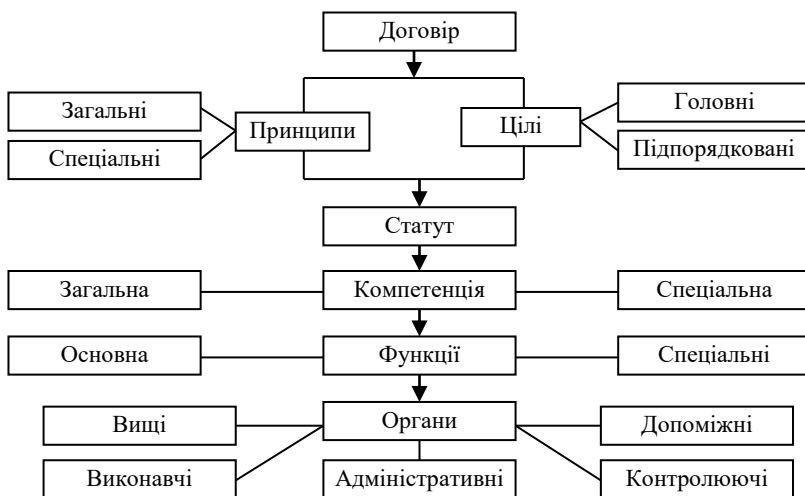 Договір
Загальні
Принципи
Цілі
Головні
Спеціальні
Підпорядковані
Статут
Загальна
Компетенція
Спеціальна
Основна
Функції
Спеціальні
Вищі
Органи
Допоміжні
Виконавчі
Адміністративні
Контролюючі